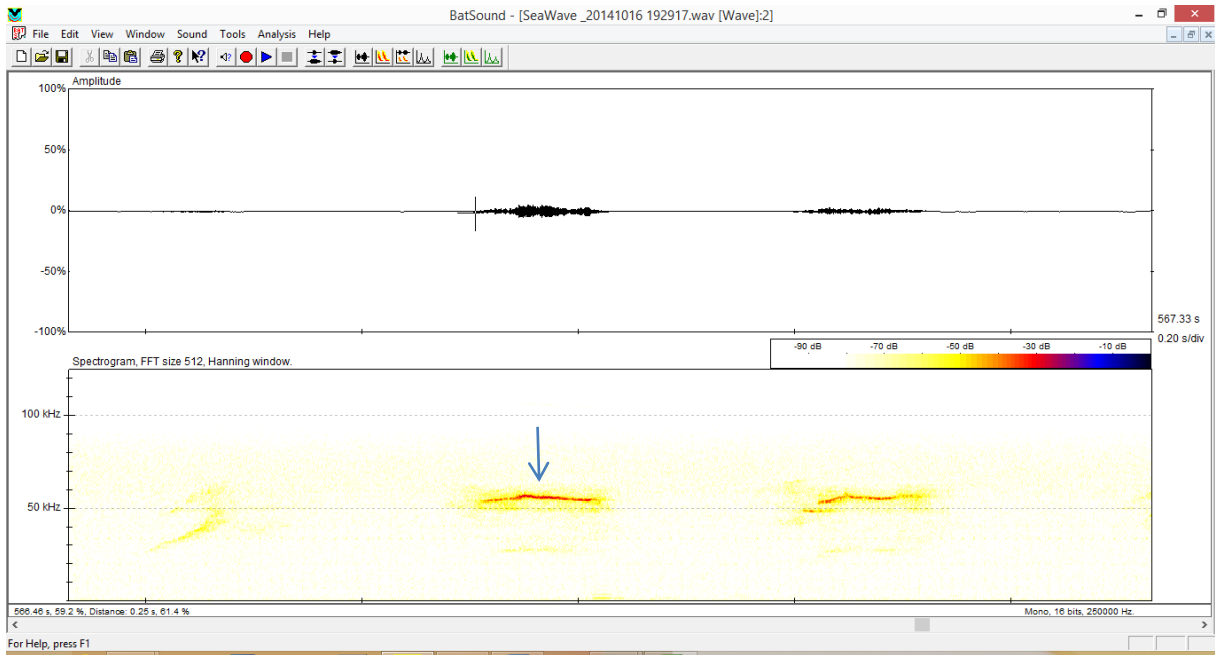 BatSound - [SeaWave _20141016 192917.wav [Wave]:2]
File Edit View Window Sound Tools Analysis Help
Amplitude
100%
50%
0%
-50%
-100%
567.33 s
0.20 s/div
-90 dB -70 dB -50 dB -30 dB -10 dB
Spectrogram, FFT size 512, Hanning window.
100 kHz
50 kHz
566.46 s, 59.2 %, Distance: 0.25 s, 61.4 %
Mono, 16 bits, 250000 Hz.
For Help, press F1